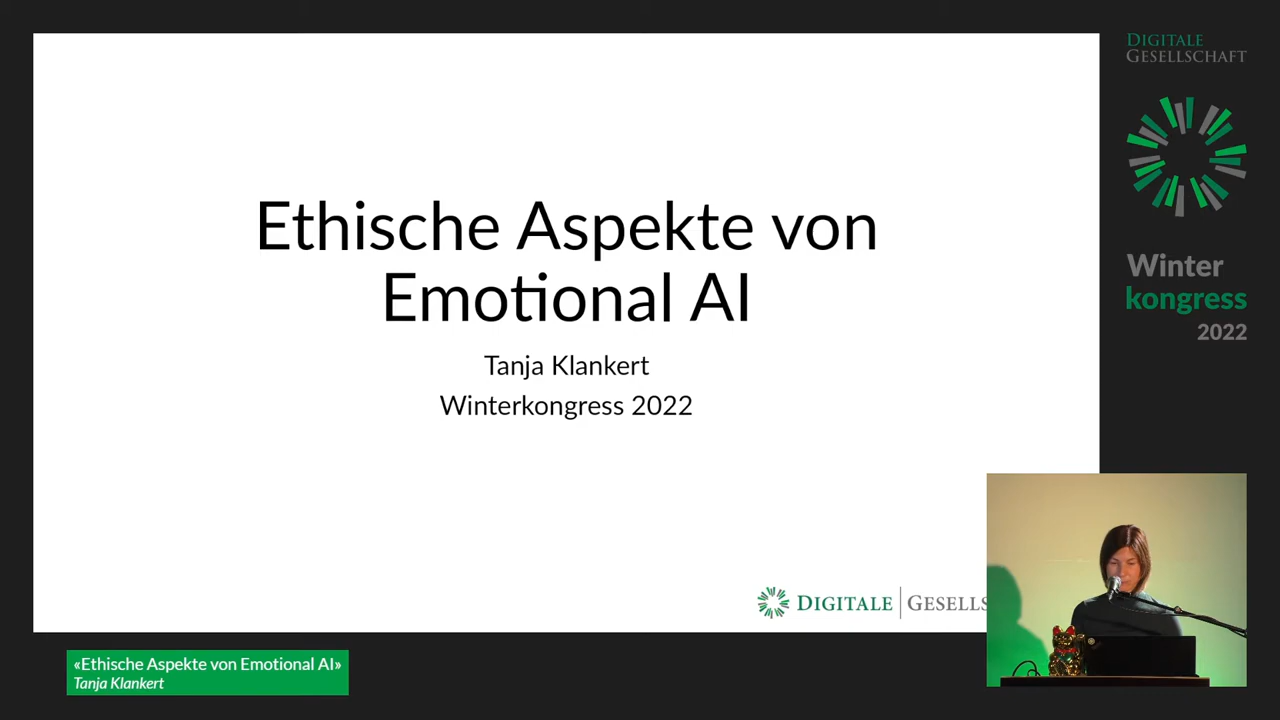 Ethische Aspekte von
Emotional AI
Tanja Klankert
Winterkongress 2022
DIGITALE GESELLS
DIGITALE
GESELLSCHAFT
Winter
kongress
2022
«Ethische Aspekte von Emotional AI»
Tanja Klankert